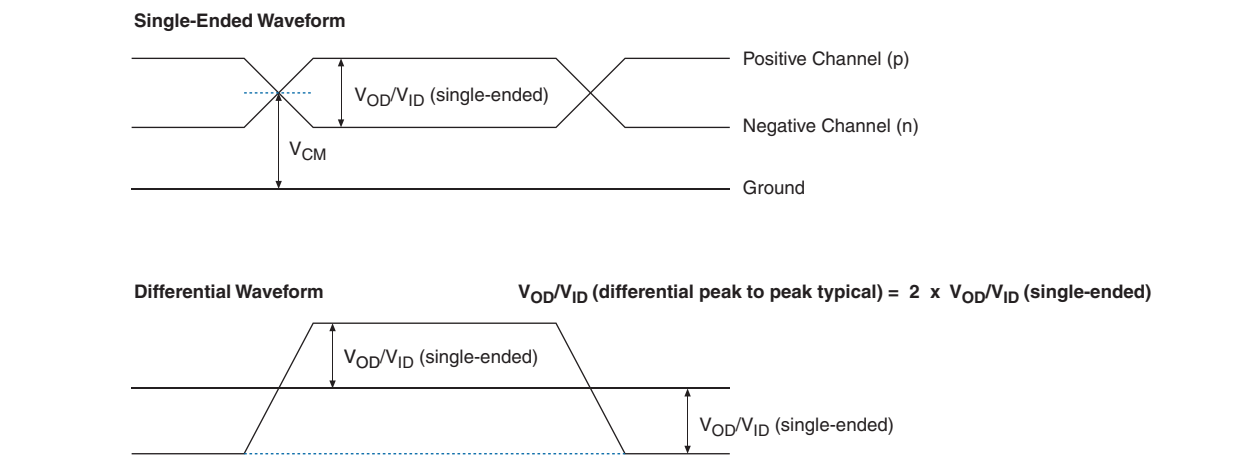 Single-Ended Waveform
Positive Channel (p)
VOD/VID (single-ended)
Negative Channel (n)
VCM
Ground
Differential Waveform
VOD/VID (differential peak to peak typical) = 2 x VOD/VID (single-ended)
VOD/VID (single-ended)
VOD/VID (single-ended)